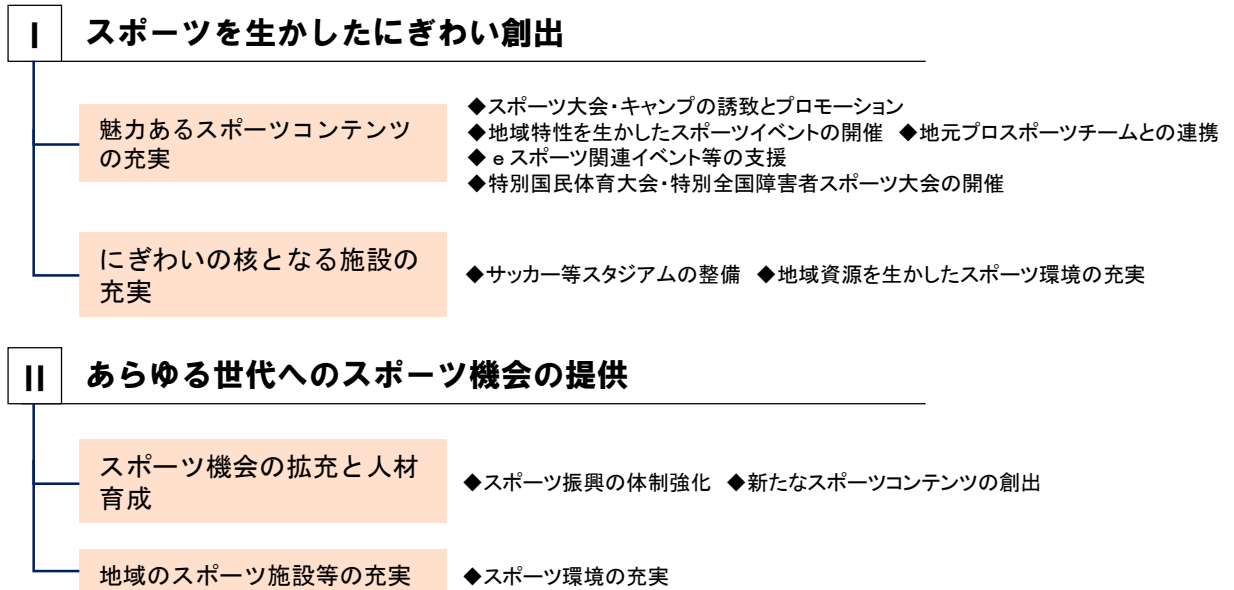 I スポーツを生かしたにぎわい創出
魅力あるスポーツコンテンツ
の充実
◆スポーツ大会・キャンプの誘致とプロモーション
◆地域特性を生かしたスポーツイベントの開催 ◆地元プロスポーツチームとの連携
◆ｅスポーツ関連イベント等の支援
◆特別国民体育大会・特別全国障害者スポーツ大会の開催
にぎわいの核となる施設の
充実
◆サッカー等スタジアムの整備 ◆地域資源を生かしたスポーツ環境の充実
II あらゆる世代へのスポーツ機会の提供
スポーツ機会の拡充と人材
育成
◆スポーツ振興の体制強化 ◆新たなスポーツコンテンツの創出
地域のスポーツ施設等の充実
◆スポーツ環境の充実